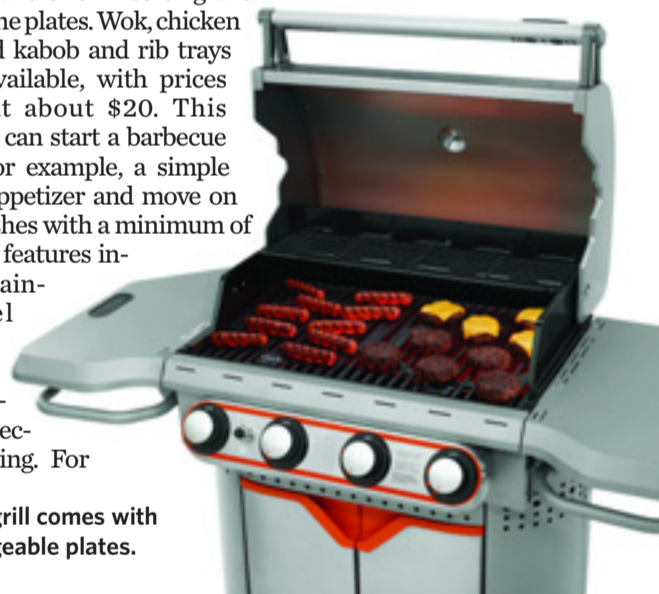 he plates. Wok, chicken
d kabob and rib trays
vailable, with prices
t about $20. This
can start a barbecue
or example, a simple
ppetizer and move on
shes with a minimum of
features in-
ain-
el
-
ec-
ing. For
grill comes with
geable plates.